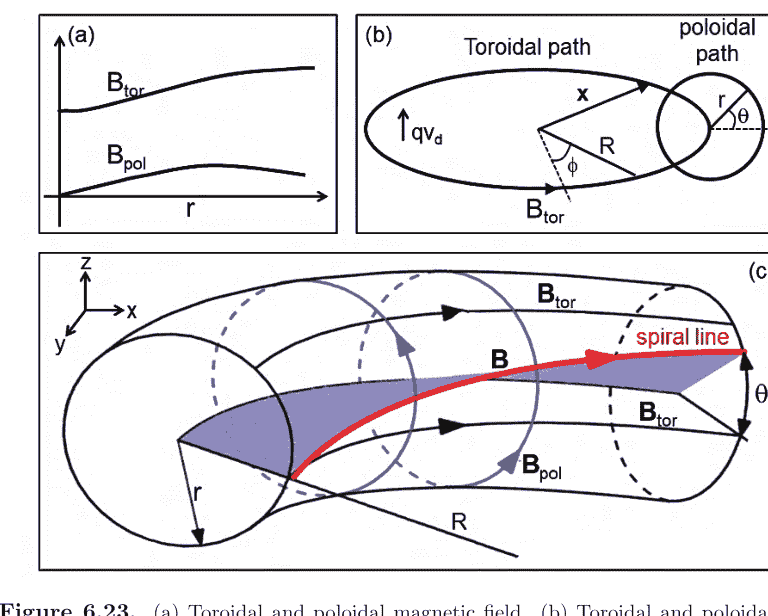 (a)
B_tor
B_pol
r
(b)
Toroidal path
poloidal
path
x
r
θ
qv_d
R
ϕ
B_tor
(c
z
x
y
B_tor
spiral line
B
θ
B_tor
B_pol
r
R
Figure 6.23. (a) Toroidal and poloidal magnetic field. (b) Toroidal and poloida